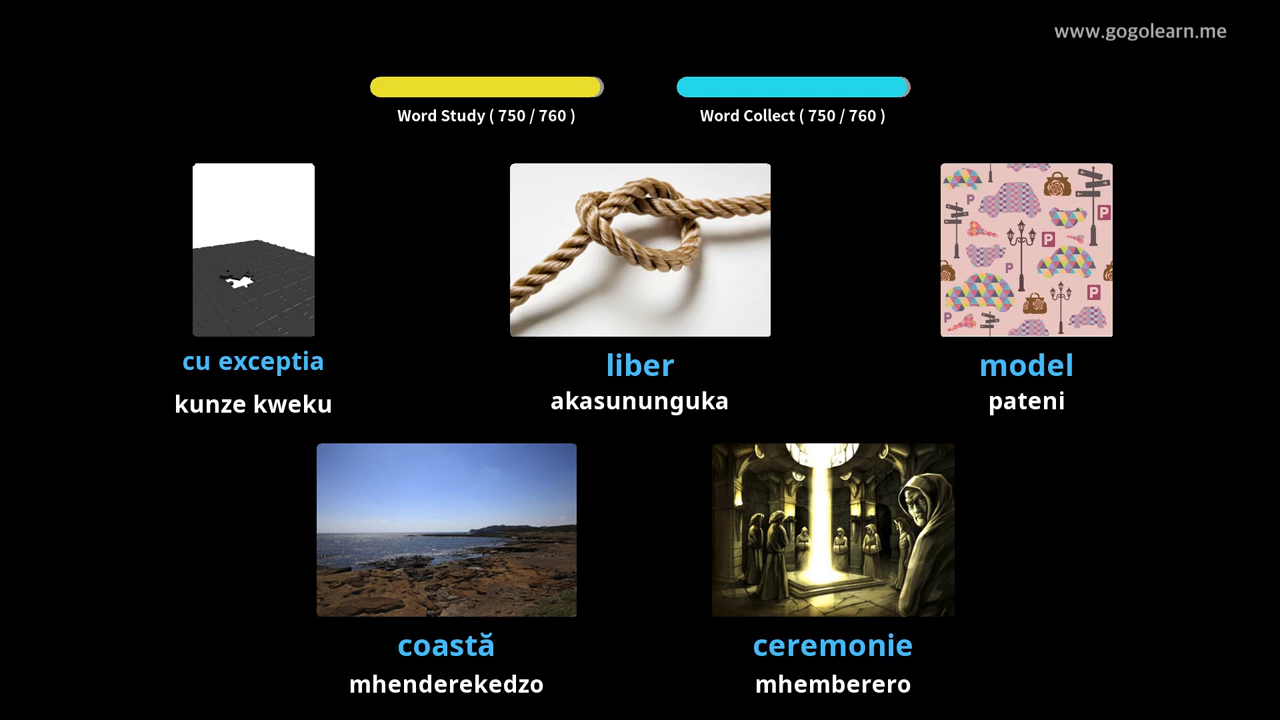 www.gogolearn.me
Word Study ( 750 / 760 )
Word Collect ( 750 / 760 )
cu exceptia
kunze kweku
liber
akasununguka
model
pateni
P
P
P
P
P
P
coastă
mhenderekedzo
ceremonie
mhemberero